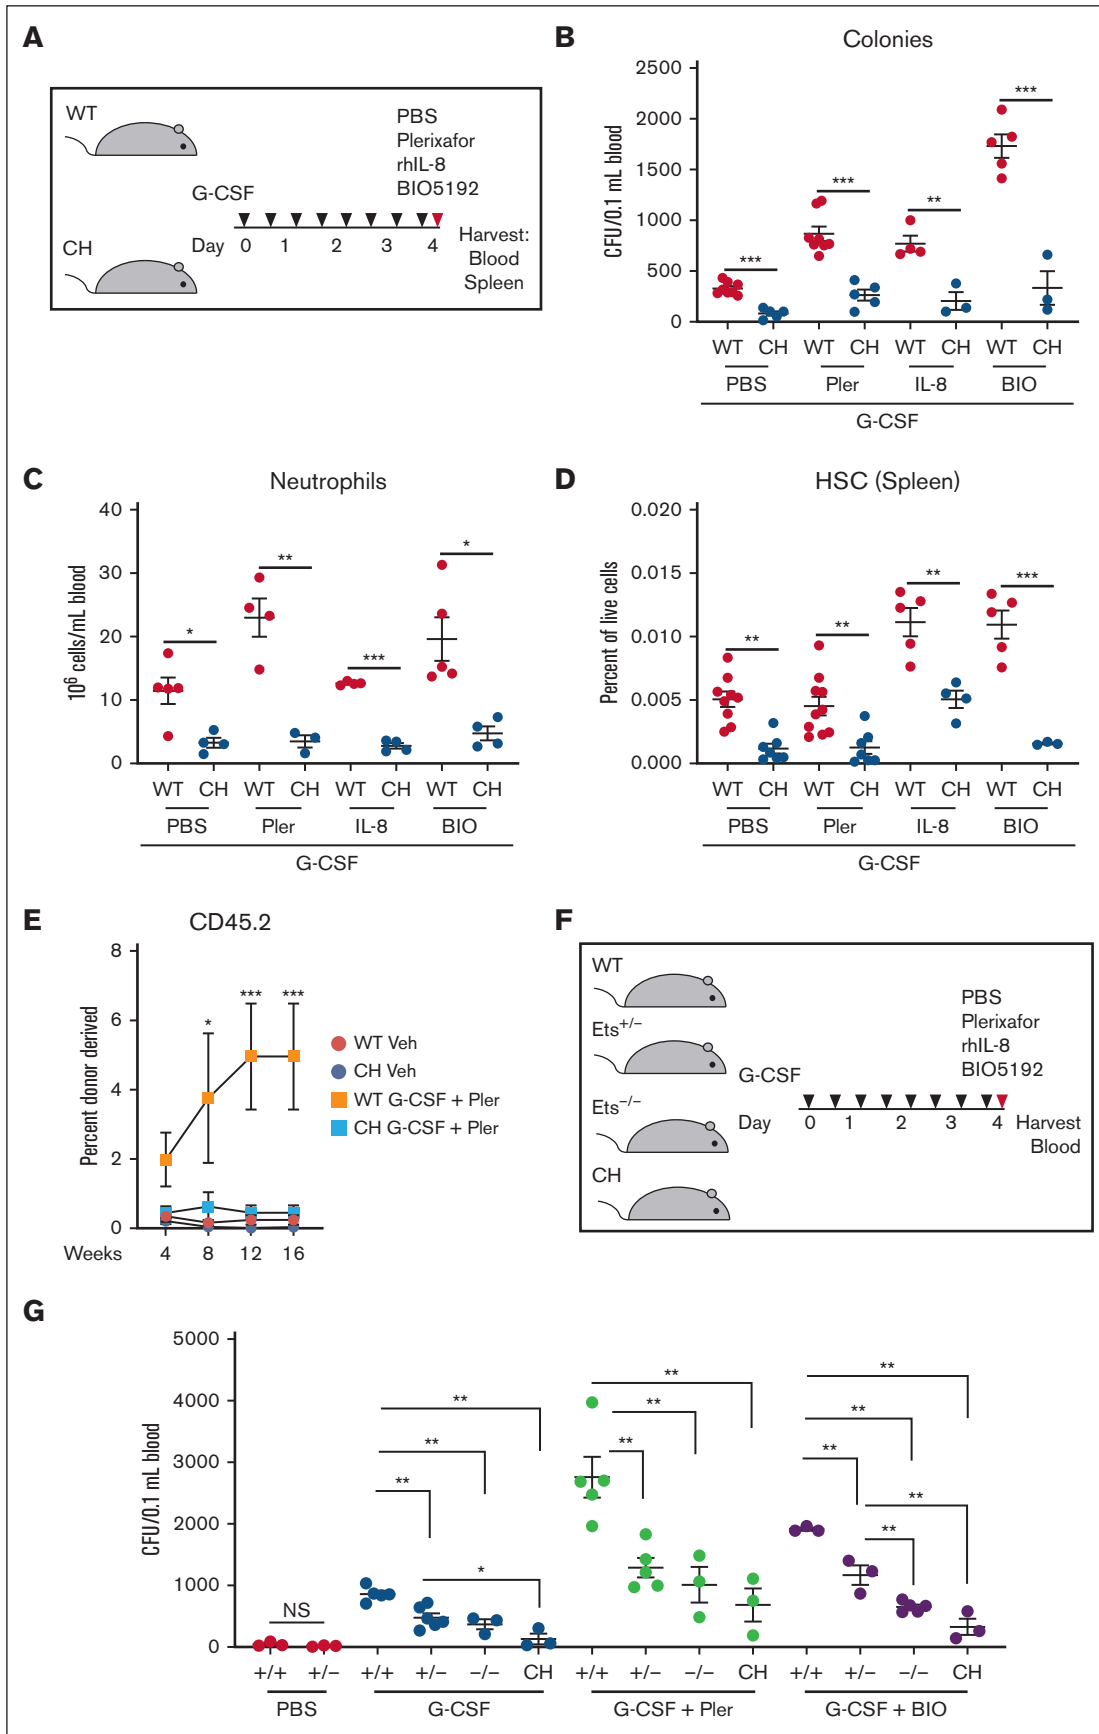 A
WT
CH
PBS
Plerixafor
rhIL-8
BIO5192
G-CSF
Day 0 1 2 3 4
Harvest:
Blood
Spleen
B
Colonies
CFU/0.1 mL blood
2500
2000
1500
1000
500
0
*** *** ** ***
WT CH WT CH WT CH WT CH
PBS Pler IL-8 BIO
G-CSF
C
Neutrophils
10⁶ cells/mL blood
40
30
20
10
0
* ** *** *
WT CH WT CH WT CH WT CH
PBS Pler IL-8 BIO
G-CSF
D
HSC (Spleen)
Percent of live cells
0.020
0.015
0.010
0.005
0.000
** ** ** ***
WT CH WT CH WT CH WT CH
PBS Pler IL-8 BIO
G-CSF
E
CD45.2
Percent donor derived
8
6
4
2
0
* *** ***
Weeks 4 8 12 16
WT Veh
CH Veh
WT G-CSF + Pler
CH G-CSF + Pler
F
WT
Ets+/−
Ets−/−
CH
PBS
Plerixafor
rhIL-8
BIO5192
G-CSF
Day 0 1 2 3 4
Harvest
Blood
G
CFU/0.1 mL blood
5000
4000
3000
2000
1000
0
NS
** ** ** *
** ** **
** ** ** ** **
+/+ +/− +/+ +/− −/− CH +/+ +/− −/− CH +/+ +/− −/− CH
PBS G-CSF G-CSF + Pler G-CSF + BIO